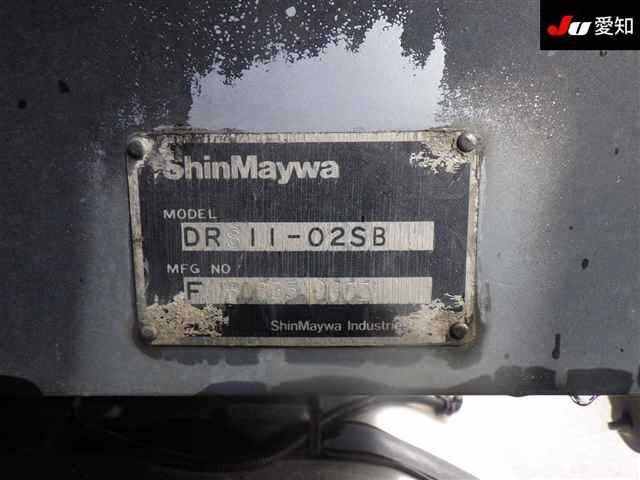 JU 愛知
ShinMaywa
MODEL
DRS11-02SB
MFG NO
F
ShinMaywa Industries